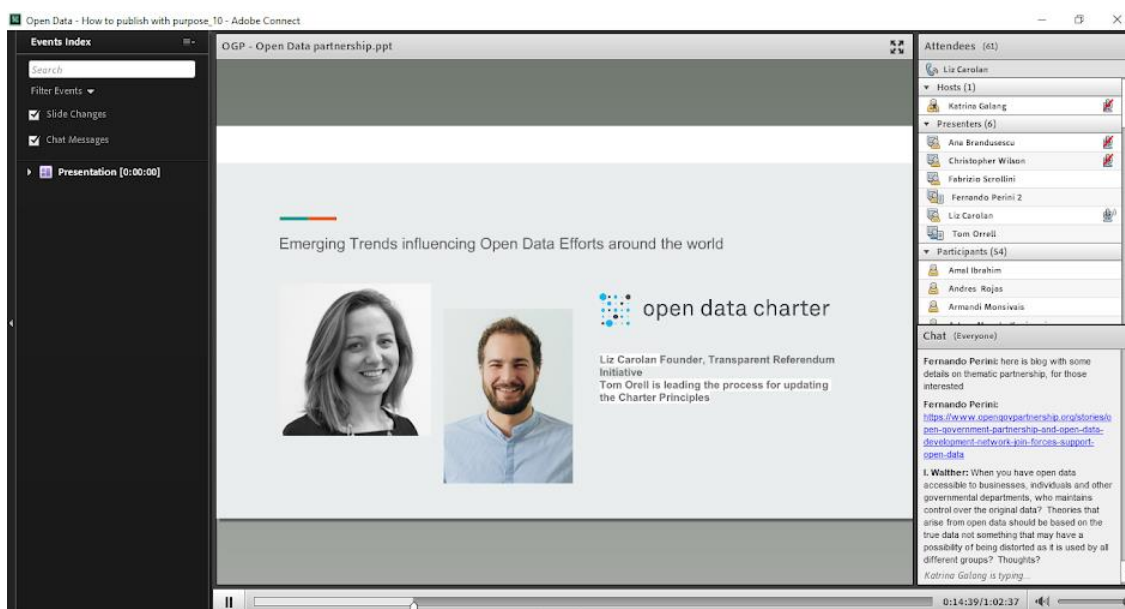 Open Data - How to publish with purpose_10 - Adobe Connect
Events Index
Search
Filter Events
Slide Changes
Chat Messages
Presentation [0:00:00]
OGP - Open Data partnership.ppt
Emerging Trends influencing Open Data Efforts around the world
open data charter
Liz Carolan Founder, Transparent Referendum
Initiative
Tom Orell is leading the process for updating
the Charter Principles
0:14:39/1:02:37
Attendees (61)
Liz Carolan
Hosts (1)
Katrina Galang
Presenters (6)
Ana Brandusescu
Christopher Wilson
Fabrizio Scrollini
Fernando Perini 2
Liz Carolan
Tom Orrell
Participants (54)
Amal Ibrahim
Andres Rojas
Armandi Monsivais
Chat (Everyone)
Fernando Perini: here is blog with some
details on thematic partnership, for those
interested
Fernando Perini:
https://www.opengovpartnership.org/stories/o
pen-government-partnership-and-open-data-
development-network-join-forces-support-
open-data
I. Walther: When you have open data
accessible to businesses, individuals and other
governmental departments, who maintains
control over the original data? Theories that
arise from open data should be based on the
true data not something that may have a
possibility of being distorted as it is used by all
different groups? Thoughts?
Katrina Galang is typing...